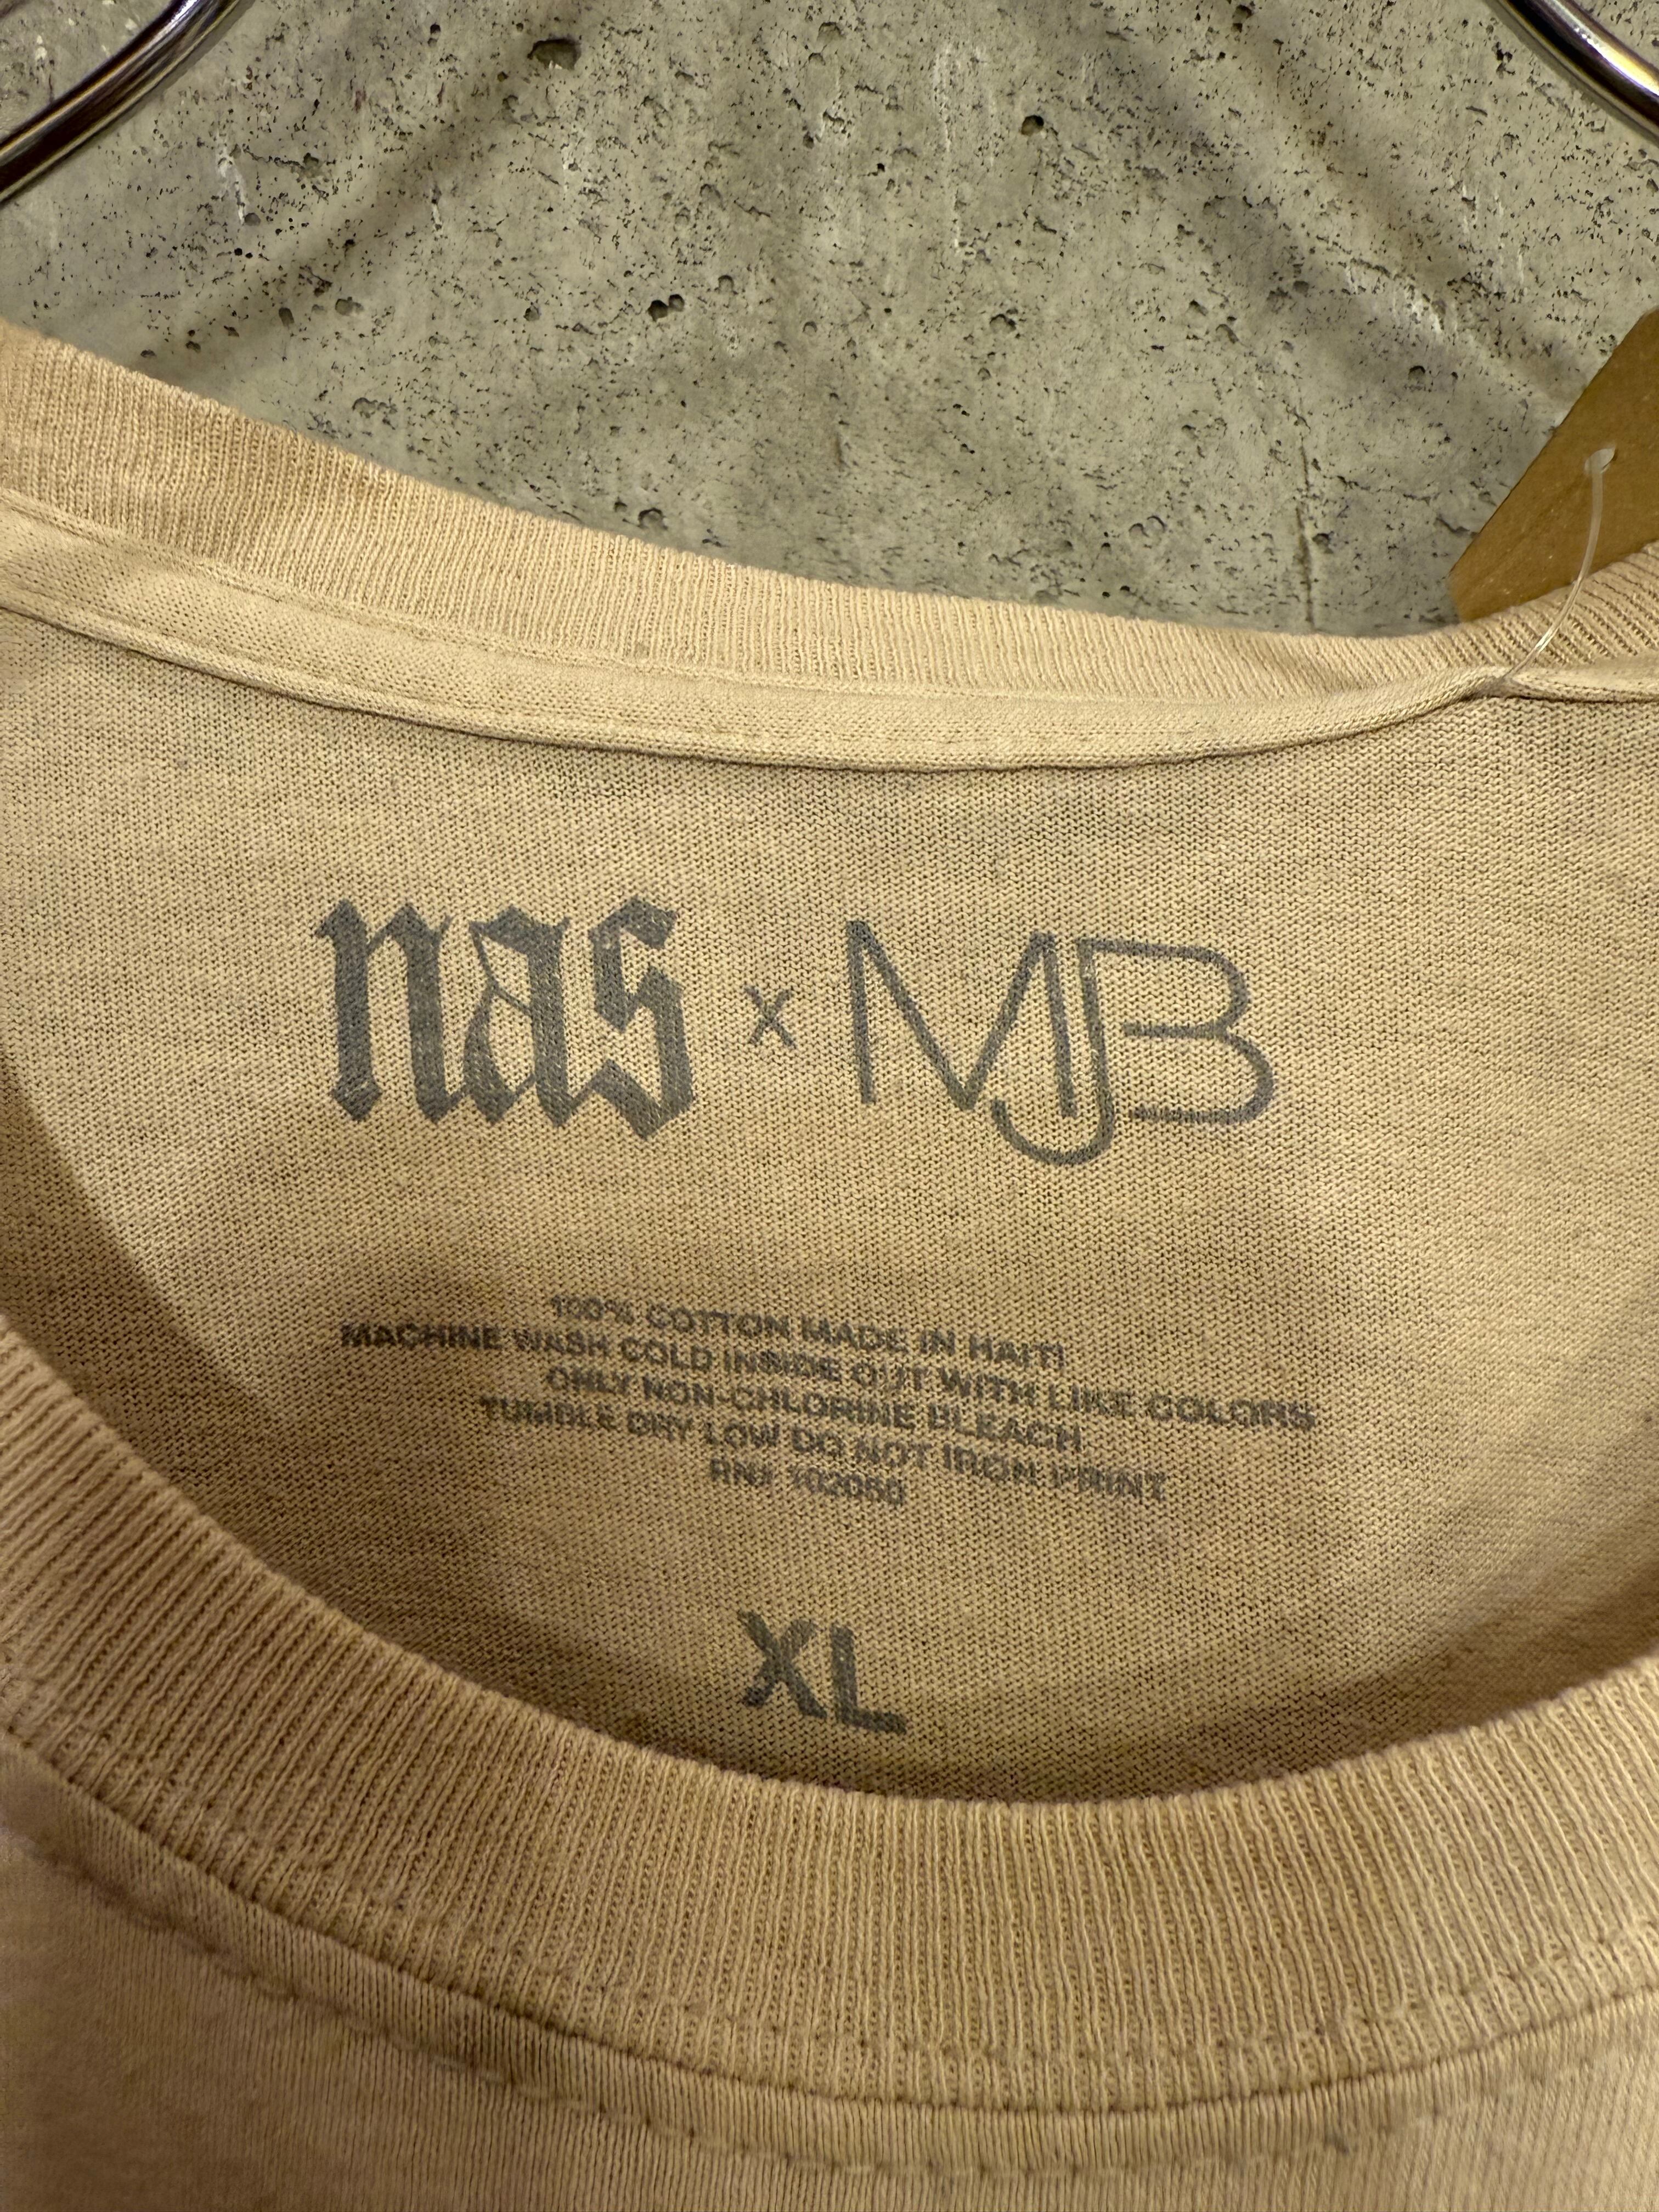 nas x MJB
100% COTTON MADE IN HAITI
MACHINE WASH COLD INSIDE OUT WITH LIKE COLORS
ONLY NON-CHLORINE BLEACH
TUMBLE DRY LOW DO NOT IRON PRINT
RN# 102050
XL